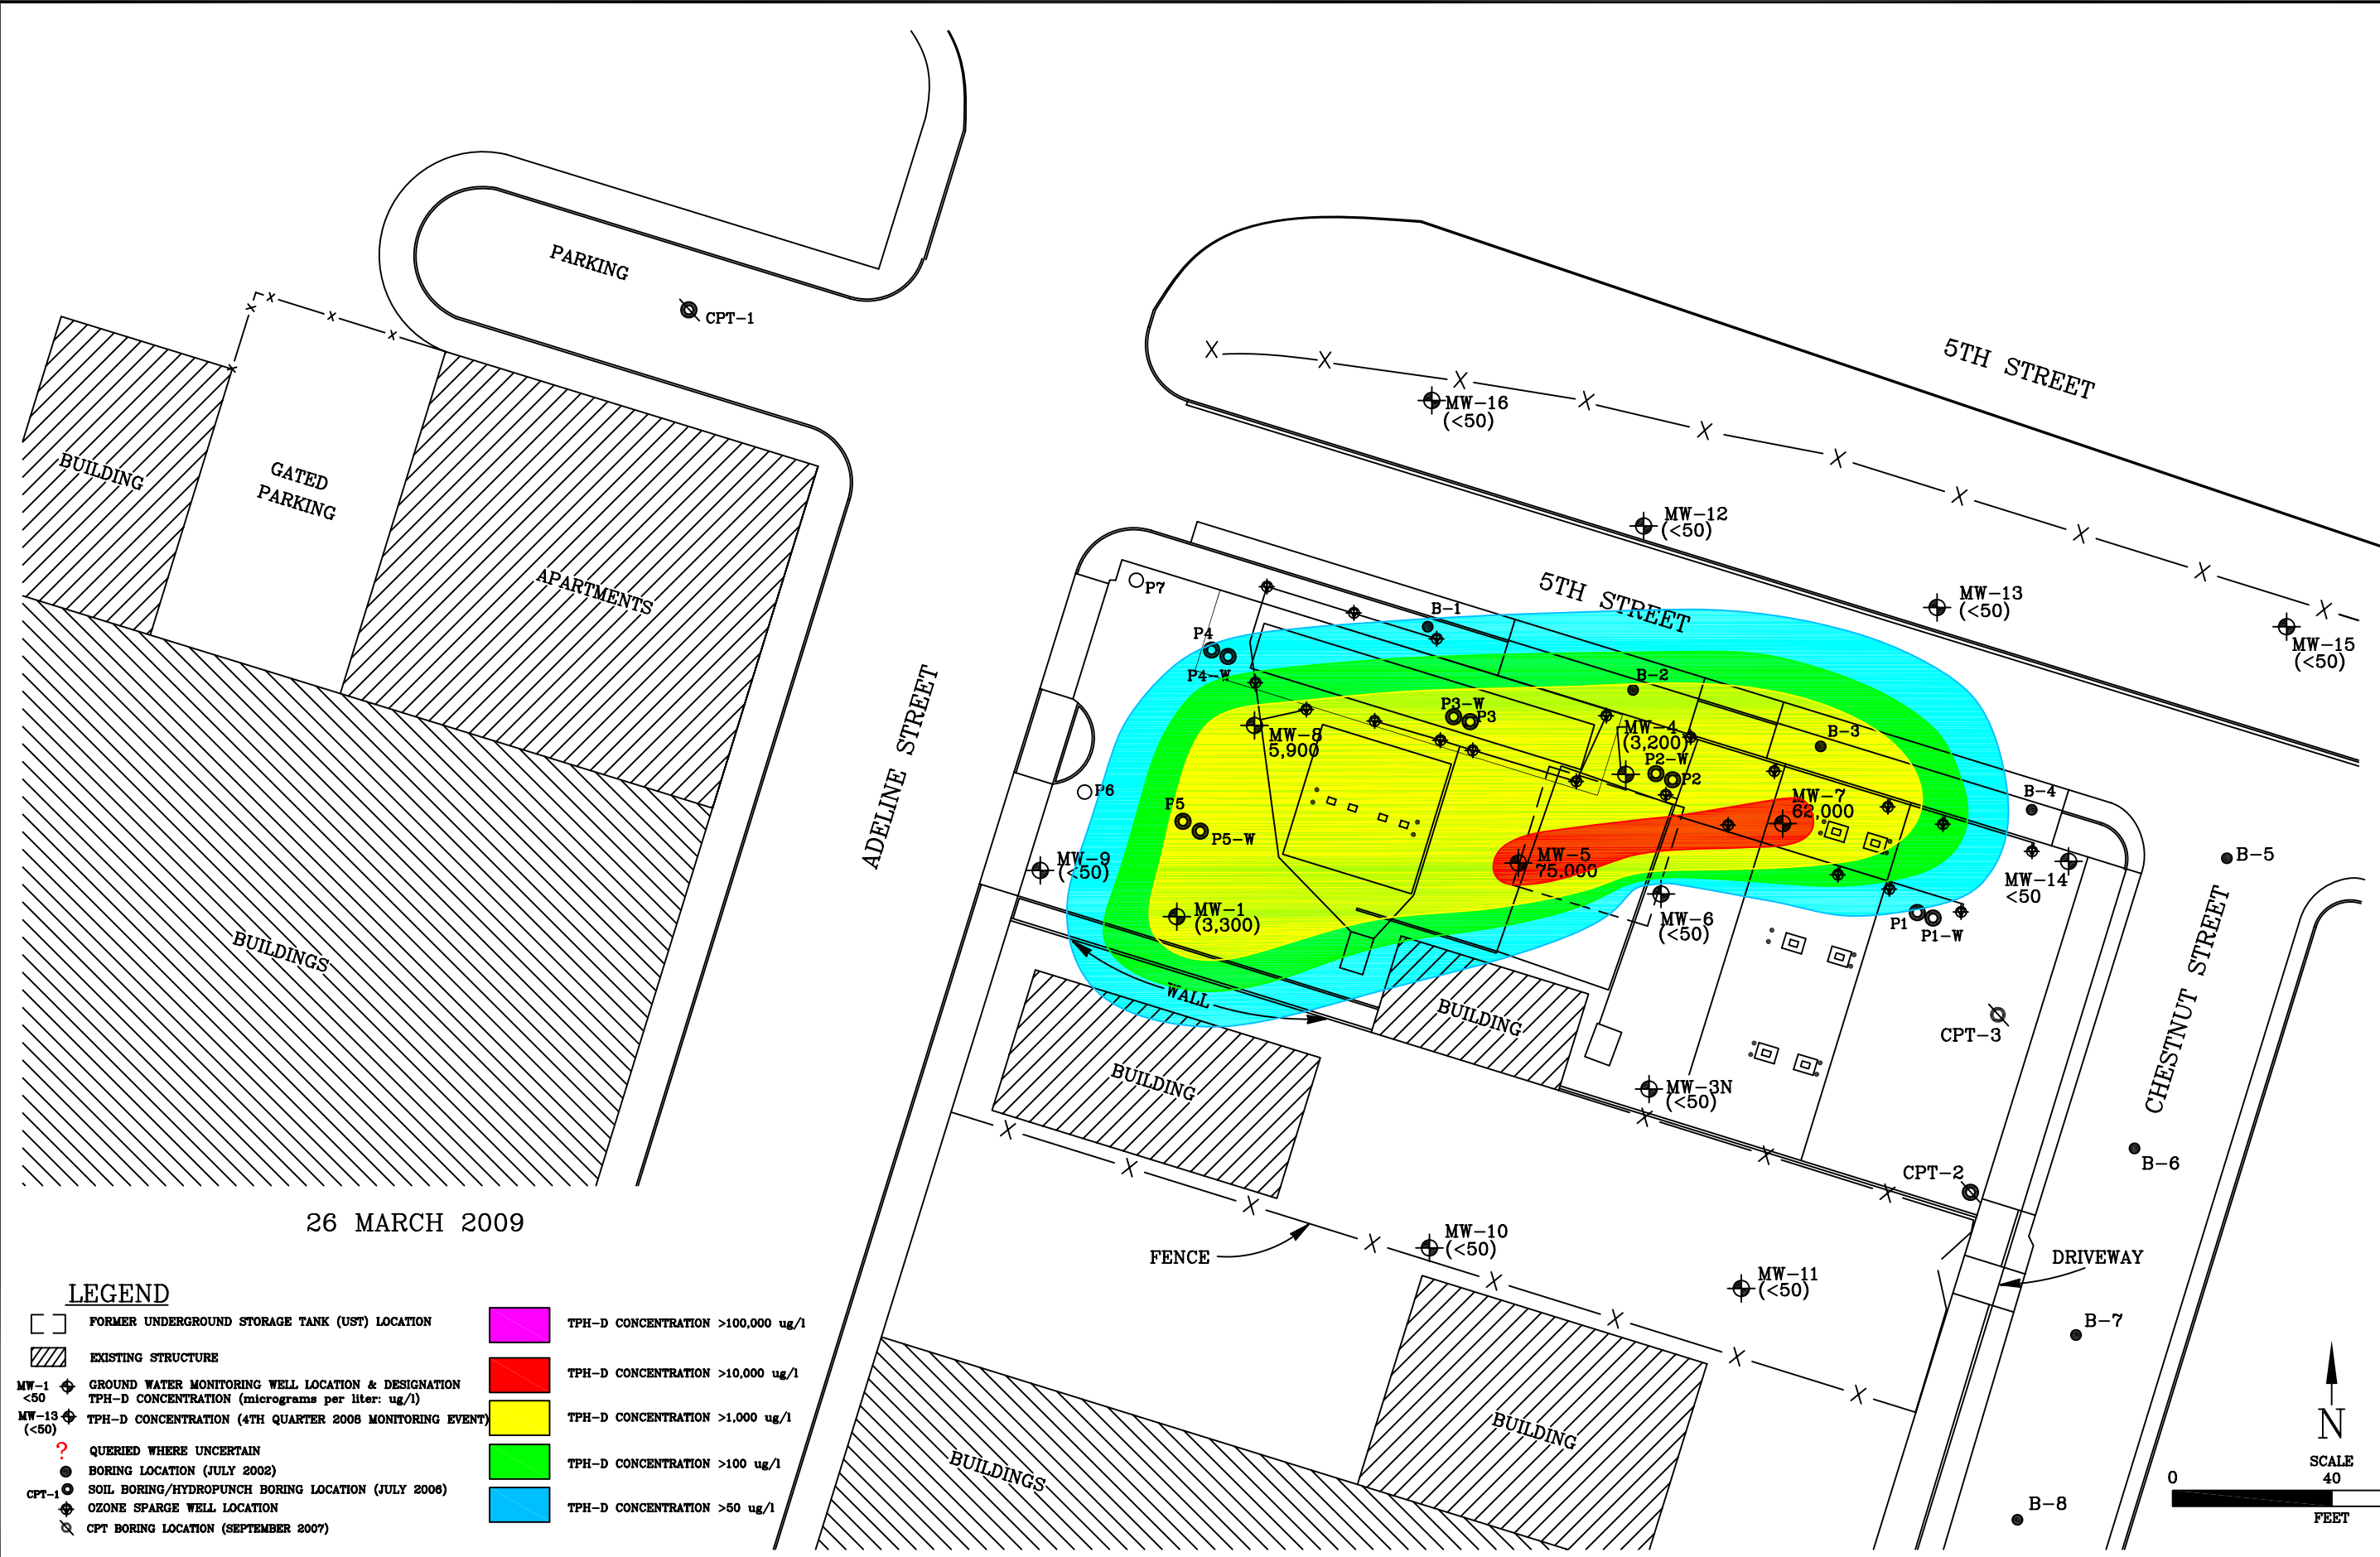 5TH STREET
PARKING
CPT-1
MW-16
(<50)
BUILDING
GATED
PARKING
MW-12
(<50)
APARTMENTS
5TH STREET
MW-13
(<50)
MW-15
(<50)
P7
B-1
P4
P4-W
B-2
P3-W
P3
MW-8
5,900
MW-4
(3,200)
B-3
P2-W
P2
ADELINE STREET
P6
P5
P5-W
MW-7
62,000
B-4
MW-9
(<50)
MW-5
75,000
B-5
MW-14
<50
MW-1
(3,300)
MW-6
(<50)
P1
P1-W
BUILDINGS
WALL
BUILDING
CPT-3
CHESTNUT STREET
BUILDING
MW-3N
(<50)
B-6
CPT-2
26 MARCH 2009
MW-10
(<50)
FENCE
DRIVEWAY
MW-11
(<50)
B-7
BUILDING
BUILDINGS
B-8
N
SCALE
0 40
FEET
LEGEND
FORMER UNDERGROUND STORAGE TANK (UST) LOCATION
EXISTING STRUCTURE
MW-1 GROUND WATER MONITORING WELL LOCATION & DESIGNATION
<50 TPH-D CONCENTRATION (micrograms per liter: ug/l)
MW-13 TPH-D CONCENTRATION (4TH QUARTER 2008 MONITORING EVENT)
(<50)
? QUERIED WHERE UNCERTAIN
BORING LOCATION (JULY 2002)
CPT-1 SOIL BORING/HYDROPUNCH BORING LOCATION (JULY 2006)
OZONE SPARGE WELL LOCATION
CPT BORING LOCATION (SEPTEMBER 2007)
TPH-D CONCENTRATION >100,000 ug/l
TPH-D CONCENTRATION >10,000 ug/l
TPH-D CONCENTRATION >1,000 ug/l
TPH-D CONCENTRATION >100 ug/l
TPH-D CONCENTRATION >50 ug/l